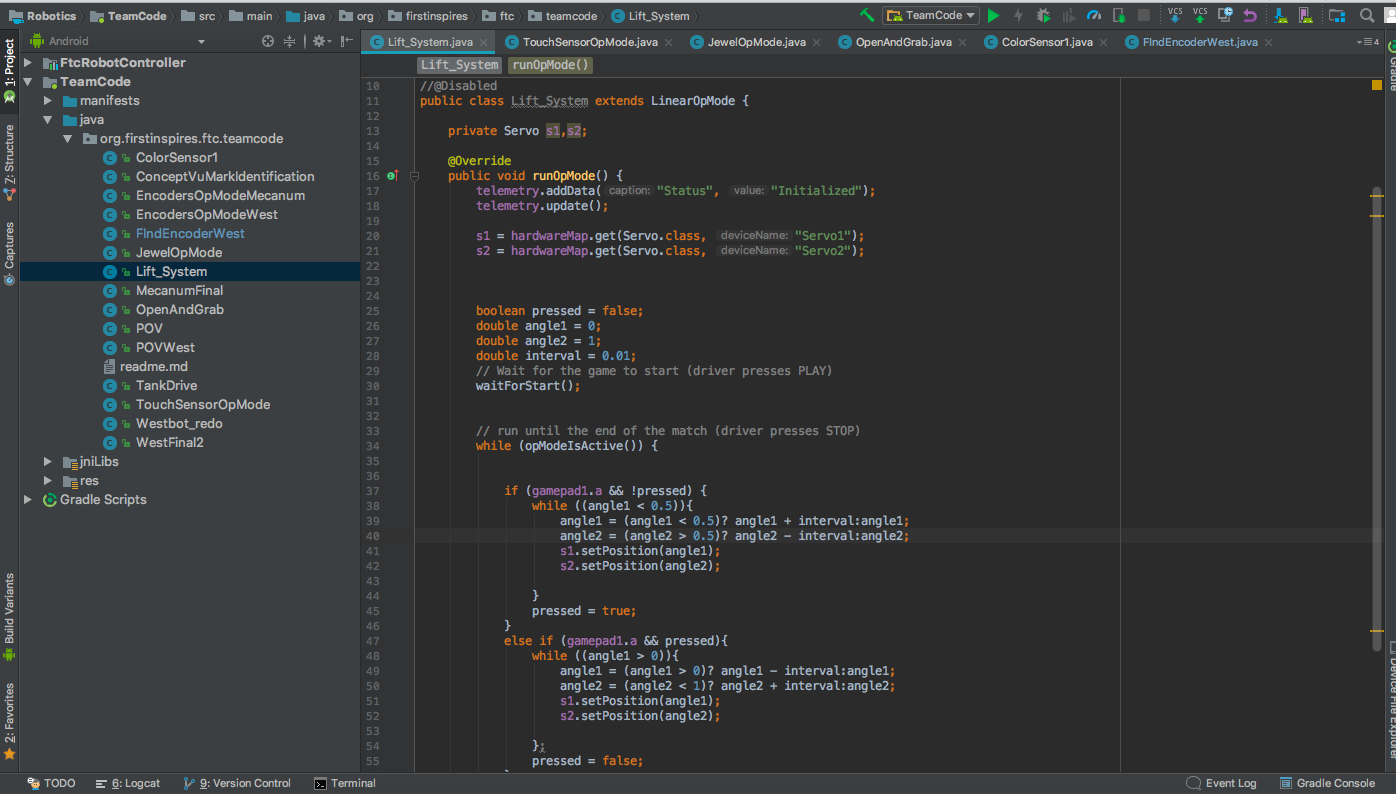 Robotics TeamCode src main java org firstinspires ftc teamcode Lift_System TeamCode VCS VCS
Android
Lift_System.java TouchSensorOpMode.java JewelOpMode.java OpenAndGrab.java ColorSensor1.java FIndEncoderWest.java 4
Lift_System runOpMode()
1: Project
Z: Structure
Captures
Build Variants
2: Favorites
FtcRobotController
TeamCode
manifests
java
org.firstinspires.ftc.teamcode
ColorSensor1
ConceptVuMarkIdentification
EncodersOpModeMecanum
EncodersOpModeWest
FIndEncoderWest
JewelOpMode
Lift_System
MecanumFinal
OpenAndGrab
POV
POVWest
readme.md
TankDrive
TouchSensorOpMode
Westbot_redo
WestFinal2
jniLibs
res
Gradle Scripts
10 //@Disabled
11 public class Lift_System extends LinearOpMode {
12
13 private Servo s1,s2;
14
15 @Override
16 public void runOpMode() {
17 telemetry.addData( caption: "Status", value: "Initialized");
18 telemetry.update();
19
20 s1 = hardwareMap.get(Servo.class, deviceName: "Servo1");
21 s2 = hardwareMap.get(Servo.class, deviceName: "Servo2");
22
23
24
25 boolean pressed = false;
26 double angle1 = 0;
27 double angle2 = 1;
28 double interval = 0.01;
29 // Wait for the game to start (driver presses PLAY)
30 waitForStart();
31
32
33 // run until the end of the match (driver presses STOP)
34 while (opModeIsActive()) {
35
36
37 if (gamepad1.a && !pressed) {
38 while ((angle1 < 0.5)){
39 angle1 = (angle1 < 0.5)? angle1 + interval:angle1;
40 angle2 = (angle2 > 0.5)? angle2 - interval:angle2;
41 s1.setPosition(angle1);
42 s2.setPosition(angle2);
43
44 }
45 pressed = true;
46 }
47 else if (gamepad1.a && pressed){
48 while ((angle1 > 0)){
49 angle1 = (angle1 > 0)? angle1 - interval:angle1;
50 angle2 = (angle2 < 1)? angle2 + interval:angle2;
51 s1.setPosition(angle1);
52 s2.setPosition(angle2);
53
54 };
55 pressed = false;
Gradle
Device File Explorer
TODO 6: Logcat 9: Version Control Terminal Event Log Gradle Console